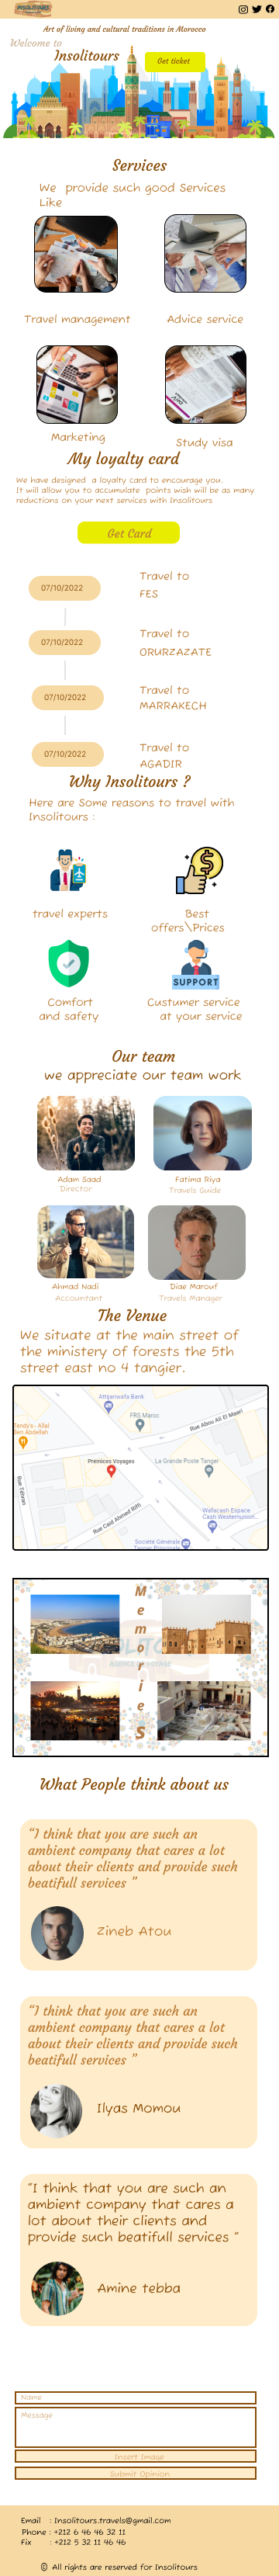 INSOLITOURS
Art of living and cultural traditions in Morocco
Welcome to
Insolitours
Get ticket
Services
We provide such good Services
Like
Travel management
Advice service
Marketing
Study visa
My loyalty card
We have designed a loyalty card to encourage you.
It will allow you to accumulate points wish will be as many
reductions on your next services with Insolitours
Get Card
07/10/2022
Travel to
FES
07/10/2022
Travel to
ORURZAZATE
07/10/2022
Travel to
MARRAKECH
07/10/2022
Travel to
AGADIR
Why Insolitours ?
Here are Some reasons to travel with
Insolitours :
travel experts
Best
offers\Prices
SUPPORT
Comfort
and safety
Custumer service
at your service
Our team
we appreciate our team work
Adam Saad
Director
Fatima Riya
Travels Guide
Ahmad Nadi
Accountant
Diae Marouf
Travels Manager
The Venue
We situate at the main street of
the ministery of forests the 5th
street east no 4 tangier.
Attijariwafa Bank
FRS Maroc
Rue Abou Ali El Maari
Premices Voyages
La Grande Poste Tanger
Rue Tehran
Rue Caid Ahmed Riffi
Wafacash Espace
Société Générale
Memories
What People think about us
“I think that you are such an
ambient company that cares a lot
about their clients and provide such
beatifull services ”
Zineb Atou
“I think that you are such an
ambient company that cares a lot
about their clients and provide such
beatifull services ”
Ilyas Momou
“I think that you are such an
ambient company that cares a
lot about their clients and
provide such beatifull services “
Amine tebba
Name
Message
Insert Image
Submit Opinion
Email : Insolitours.travels@gmail.com
Phone : +212 6 46 46 32 11
Fix : +212 5 32 11 46 46
© All rights are reserved for Insolitours